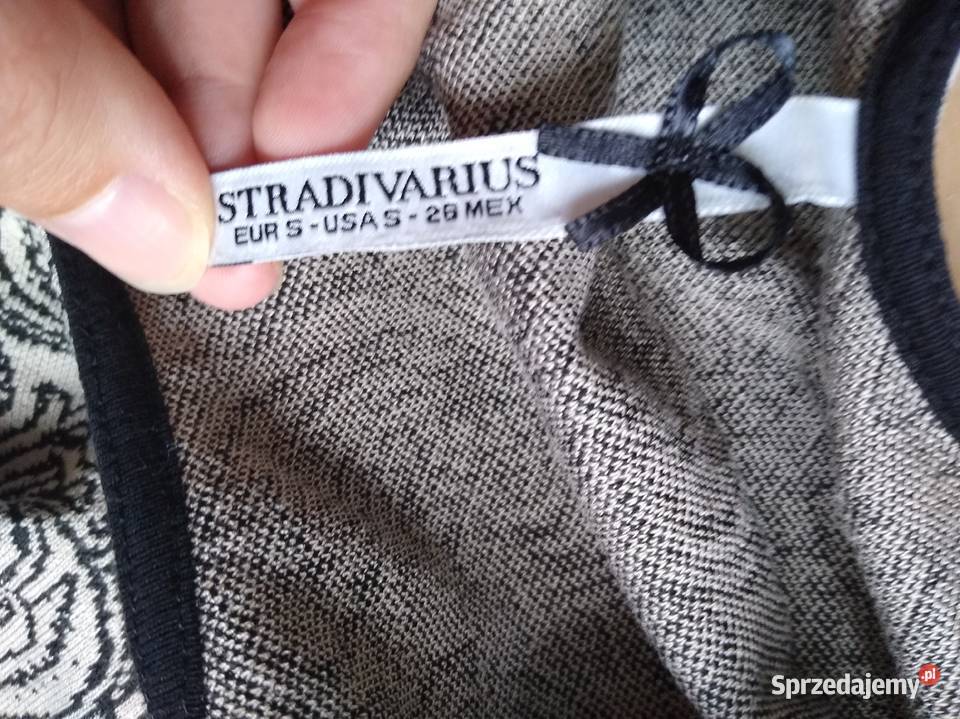 STRADIVARIUS
EUR S - USA S - 26 MEX
Sprzedajemy.pl